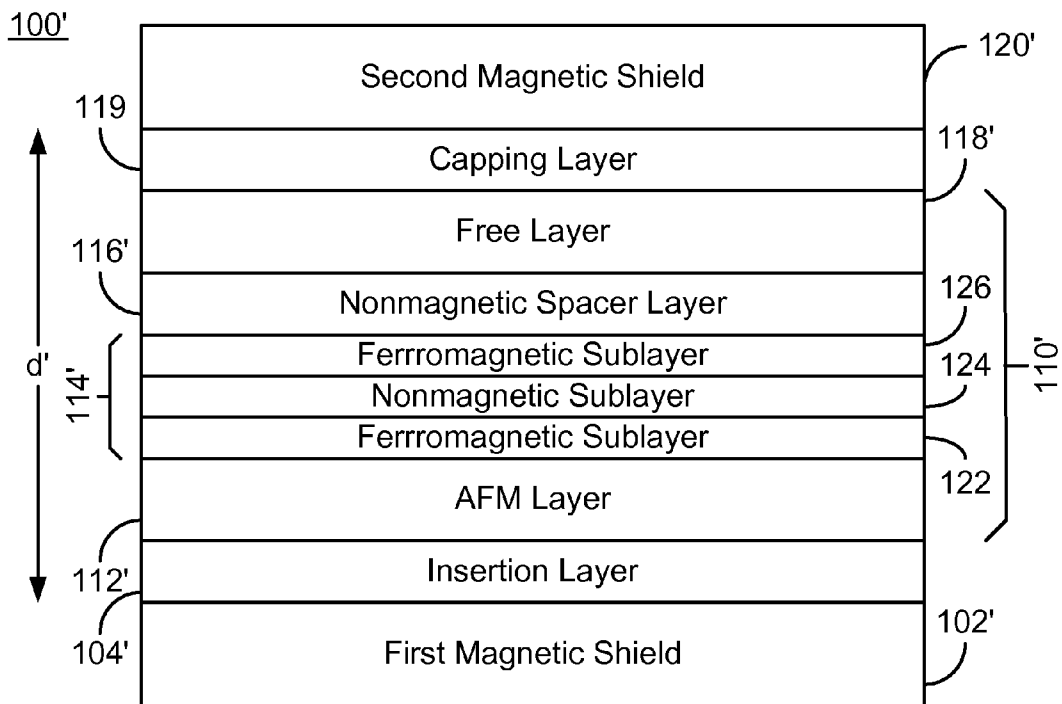 100'
Second Magnetic Shield
120'
119
Capping Layer
118'
Free Layer
116'
Nonmagnetic Spacer Layer
126
Ferrromagnetic Sublayer
124
d'
114'
Nonmagnetic Sublayer
110'
Ferrromagnetic Sublayer
122
AFM Layer
112'
Insertion Layer
104'
First Magnetic Shield
102'